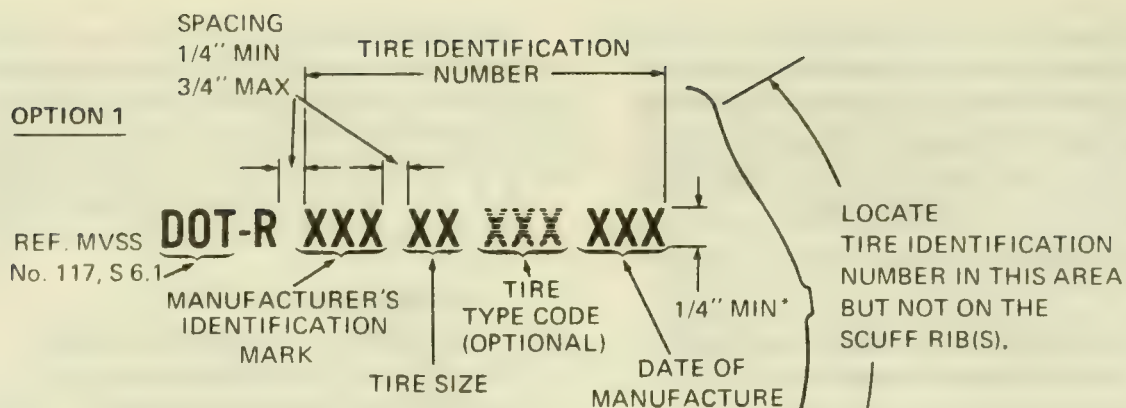 SPACING
1/4" MIN
3/4" MAX
TIRE IDENTIFICATION
NUMBER
OPTION 1
DOT-R XXX XX XXX XXX
REF. MVSS
No. 117, S 6.1
MANUFACTURER'S
IDENTIFICATION
MARK
TIRE SIZE
TIRE
TYPE CODE
(OPTIONAL)
DATE OF
MANUFACTURE
1/4" MIN*
LOCATE
TIRE IDENTIFICATION
NUMBER IN THIS AREA
BUT NOT ON THE
SCUFF RIB(S).